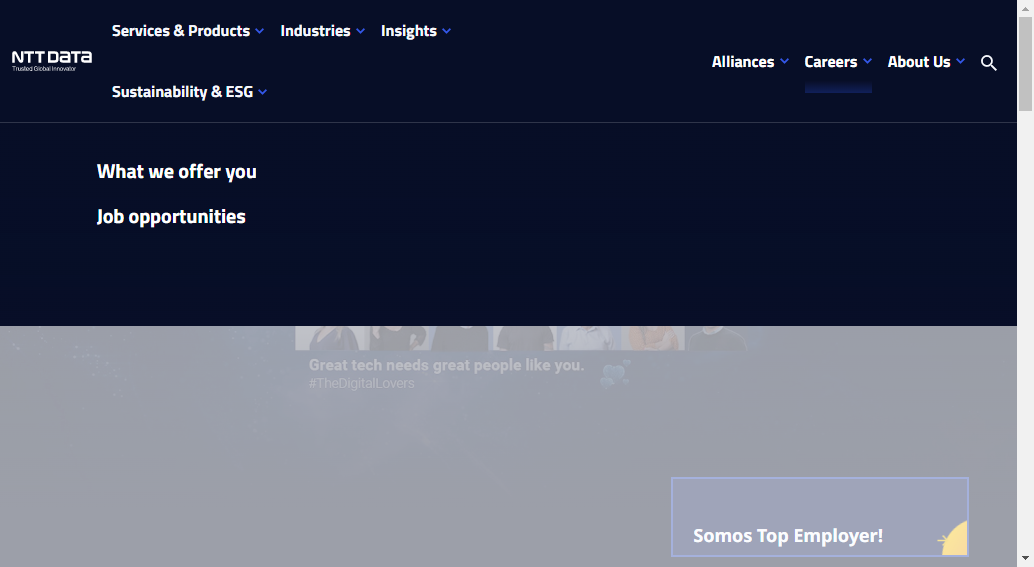 Services & Products
Industries
Insights
NTT DATA
Trusted Global Innovator
Alliances
Careers
About Us
Sustainability & ESG
What we offer you
Job opportunities
Great tech needs great people like you.
#TheDigitalLovers
Somos Top Employer!